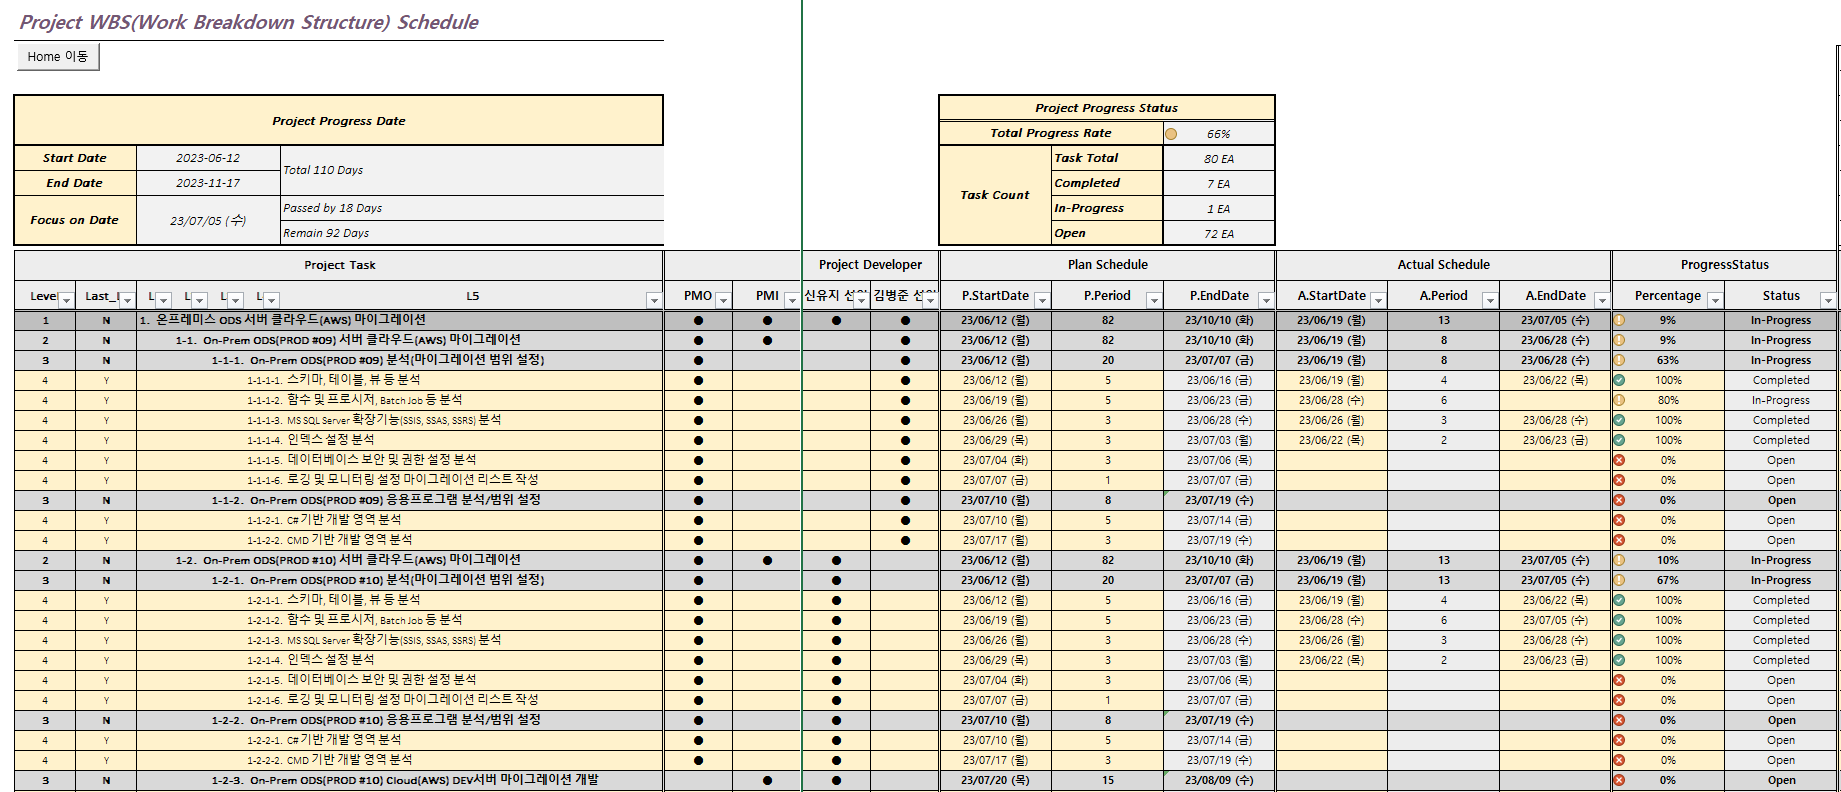 Project WBS(Work Breakdown Structure) Schedule
Home 이동
Project Progress Date
Start Date 2023-06-12 Total 110 Days
End Date 2023-11-17
Focus on Date 23/07/05 (수) Passed by 18 Days
Remain 92 Days
Project Progress Status
Total Progress Rate 66%
Task Count Task Total 80 EA
Completed 7 EA
In-Progress 1 EA
Open 72 EA
Project Task Project Developer Plan Schedule Actual Schedule ProgressStatus
Level Last_ L L L L L5 PMO PMI 신유지 김병준 P.StartDate P.Period P.EndDate A.StartDate A.Period A.EndDate Percentage Status
1 N 1. 온프레미스 ODS 서버 클라우드(AWS) 마이그레이션 ● ● ● ● 23/06/12 (월) 82 23/10/10 (화) 23/06/19 (월) 13 23/07/05 (수) 9% In-Progress
2 N 1-1. On-Prem ODS(PROD #09) 서버 클라우드(AWS) 마이그레이션 ● ● ● 23/06/12 (월) 82 23/10/10 (화) 23/06/19 (월) 8 23/06/28 (수) 9% In-Progress
3 N 1-1-1. On-Prem ODS(PROD #09) 분석(마이그레이션 범위 설정) ● ● 23/06/12 (월) 20 23/07/07 (금) 23/06/19 (월) 8 23/06/28 (수) 63% In-Progress
4 Y 1-1-1-1. 스키마, 테이블, 뷰 등 분석 ● ● 23/06/12 (월) 5 23/06/16 (금) 23/06/19 (월) 4 23/06/22 (목) 100% Completed
4 Y 1-1-1-2. 함수 및 프로시저, Batch Job 등 분석 ● ● 23/06/19 (월) 5 23/06/23 (금) 23/06/28 (수) 6 80% In-Progress
4 Y 1-1-1-3. MS SQL Server 확장기능(SSIS, SSAS, SSRS) 분석 ● ● 23/06/26 (월) 3 23/06/28 (수) 23/06/26 (월) 3 23/06/28 (수) 100% Completed
4 Y 1-1-1-4. 인덱스 설정 분석 ● ● 23/06/29 (목) 3 23/07/03 (월) 23/06/22 (목) 2 23/06/23 (금) 100% Completed
4 Y 1-1-1-5. 데이터베이스 보안 및 권한 설정 분석 ● ● 23/07/04 (화) 3 23/07/06 (목) 0% Open
4 Y 1-1-1-6. 로깅 및 모니터링 설정 마이그레이션 리스트 작성 ● ● 23/07/07 (금) 1 23/07/07 (금) 0% Open
3 N 1-1-2. On-Prem ODS(PROD #09) 응용프로그램 분석/범위 설정 ● ● 23/07/10 (월) 8 23/07/19 (수) 0% Open
4 Y 1-1-2-1. C# 기반 개발 영역 분석 ● ● 23/07/10 (월) 5 23/07/14 (금) 0% Open
4 Y 1-1-2-2. CMD 기반 개발 영역 분석 ● ● 23/07/17 (월) 3 23/07/19 (수) 0% Open
2 N 1-2. On-Prem ODS(PROD #10) 서버 클라우드(AWS) 마이그레이션 ● ● ● 23/06/12 (월) 82 23/10/10 (화) 23/06/19 (월) 13 23/07/05 (수) 10% In-Progress
3 N 1-2-1. On-Prem ODS(PROD #10) 분석(마이그레이션 범위 설정) ● ● 23/06/12 (월) 20 23/07/07 (금) 23/06/19 (월) 13 23/07/05 (수) 67% In-Progress
4 Y 1-2-1-1. 스키마, 테이블, 뷰 등 분석 ● ● 23/06/12 (월) 5 23/06/16 (금) 23/06/19 (월) 4 23/06/22 (목) 100% Completed
4 Y 1-2-1-2. 함수 및 프로시저, Batch Job 등 분석 ● ● 23/06/19 (월) 5 23/06/23 (금) 23/06/28 (수) 6 23/07/05 (수) 100% Completed
4 Y 1-2-1-3. MS SQL Server 확장기능(SSIS, SSAS, SSRS) 분석 ● ● 23/06/26 (월) 3 23/06/28 (수) 23/06/26 (월) 3 23/06/28 (수) 100% Completed
4 Y 1-2-1-4. 인덱스 설정 분석 ● ● 23/06/29 (목) 3 23/07/03 (월) 23/06/22 (목) 2 23/06/23 (금) 100% Completed
4 Y 1-2-1-5. 데이터베이스 보안 및 권한 설정 분석 ● ● 23/07/04 (화) 3 23/07/06 (목) 0% Open
4 Y 1-2-1-6. 로깅 및 모니터링 설정 마이그레이션 리스트 작성 ● ● 23/07/07 (금) 1 23/07/07 (금) 0% Open
3 N 1-2-2. On-Prem ODS(PROD #10) 응용프로그램 분석/범위 설정 ● ● 23/07/10 (월) 8 23/07/19 (수) 0% Open
4 Y 1-2-2-1. C# 기반 개발 영역 분석 ● ● 23/07/10 (월) 5 23/07/14 (금) 0% Open
4 Y 1-2-2-2. CMD 기반 개발 영역 분석 ● ● 23/07/17 (월) 3 23/07/19 (수) 0% Open
3 N 1-2-3. On-Prem ODS(PROD #10) Cloud(AWS) DEV서버 마이그레이션 개발 ● ● 23/07/20 (목) 15 23/08/09 (수) 0% Open